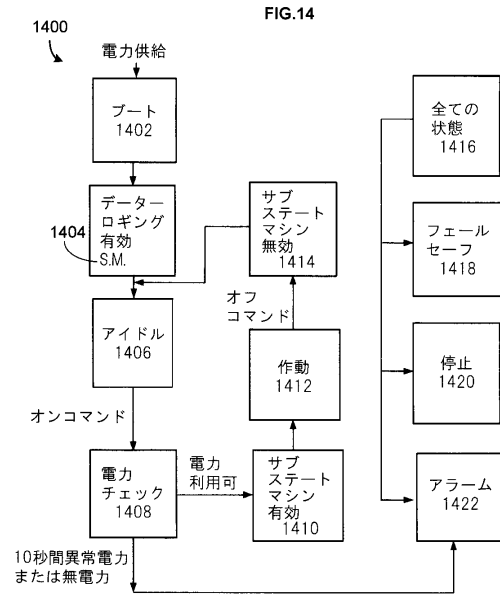 FIG.14
1400
電力供給
ブート
1402
データー
ロギング
有効
1404
S.M.
アイドル
1406
オンコマンド
電力
チェック
1408
電力
利用可
10秒間異常電力
または無電力
サブ
ステート
マシン
無効
1414
オフ
コマンド
作動
1412
サブ
ステート
マシン
有効
1410
全ての
状態
1416
フェール
セーフ
1418
停止
1420
アラーム
1422